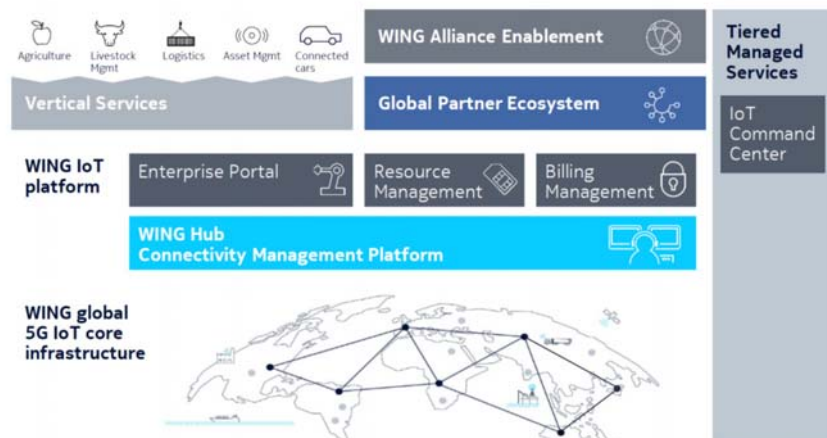 Agriculture
Livestock
Mgmt
Logistics
Asset Mgmt
Connected
cars
Vertical Services
WING Alliance Enablement
Global Partner Ecosystem
Tiered
Managed
Services
IoT
Command
Center
WING IoT
platform
Enterprise Portal
Resource
Management
Billing
Management
WING Hub
Connectivity Management Platform
WING global
5G IoT core
infrastructure